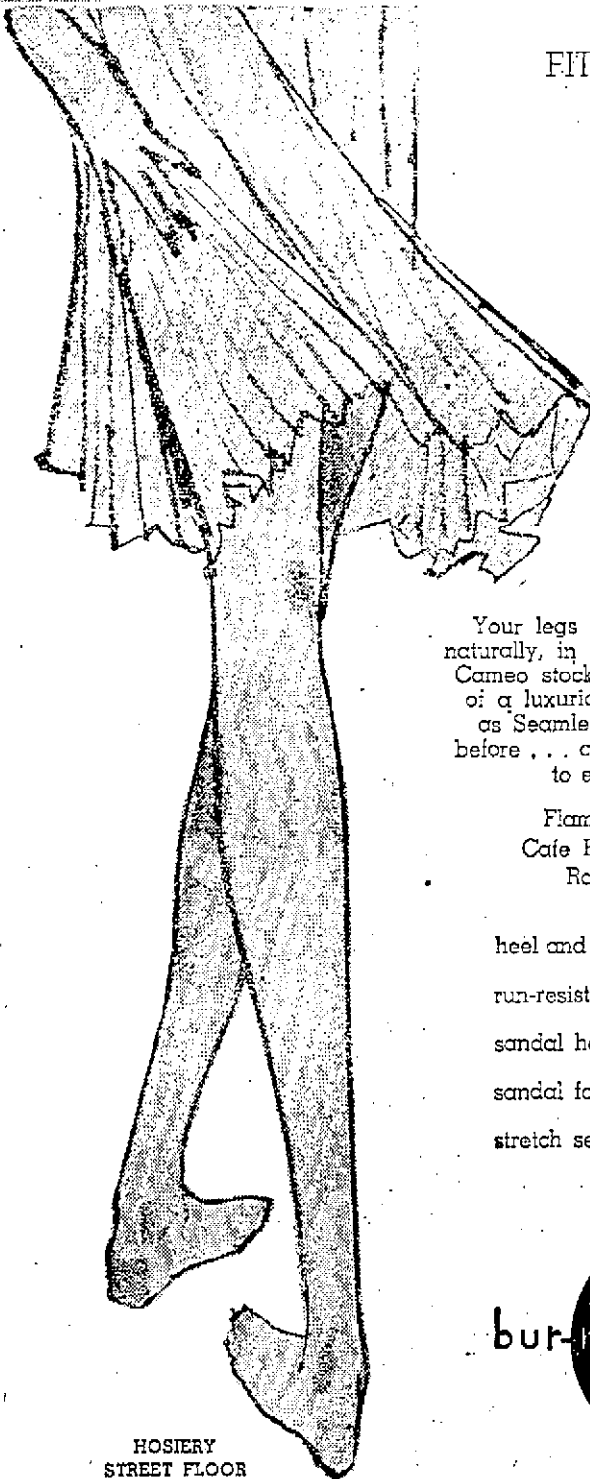 FIT
Your legs
naturally, in
Cameo stock
of a luxuric
as Seamle
before ... c
to e
Flam
Cafe F
Ra
heel and
run-resist
sandal he
sandal fo
stretch se
bur-
HOSIERY
STREET FLOOR